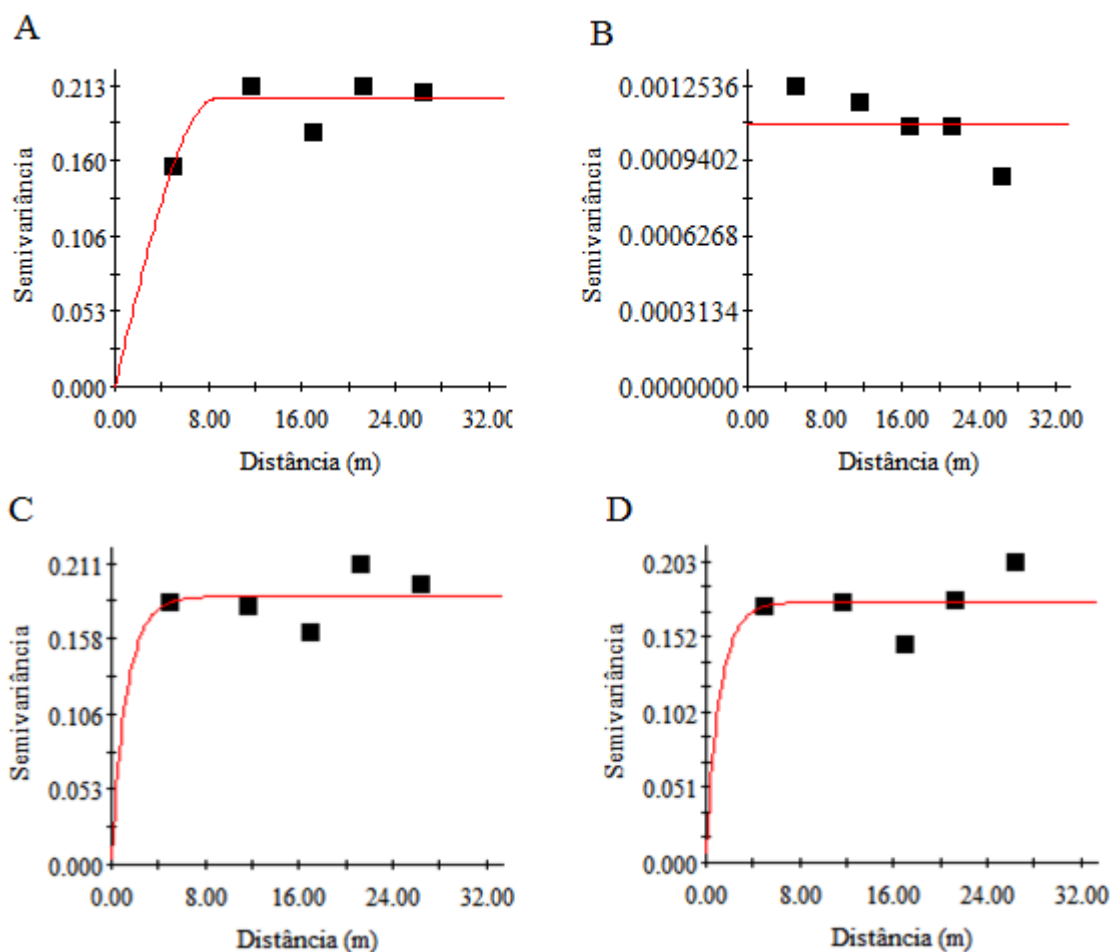 A
Semivariância
0.213
0.160
0.106
0.053
0.000
0.00 8.00 16.00 24.00 32.00
Distância (m)
B
Semivariância
0.0012536
0.0009402
0.0006268
0.0003134
0.0000000
0.00 8.00 16.00 24.00 32.00
Distância (m)
C
Semivariância
0.211
0.158
0.106
0.053
0.000
0.00 8.00 16.00 24.00 32.00
Distância (m)
D
Semivariância
0.203
0.152
0.102
0.051
0.000
0.00 8.00 16.00 24.00 32.00
Distância (m)